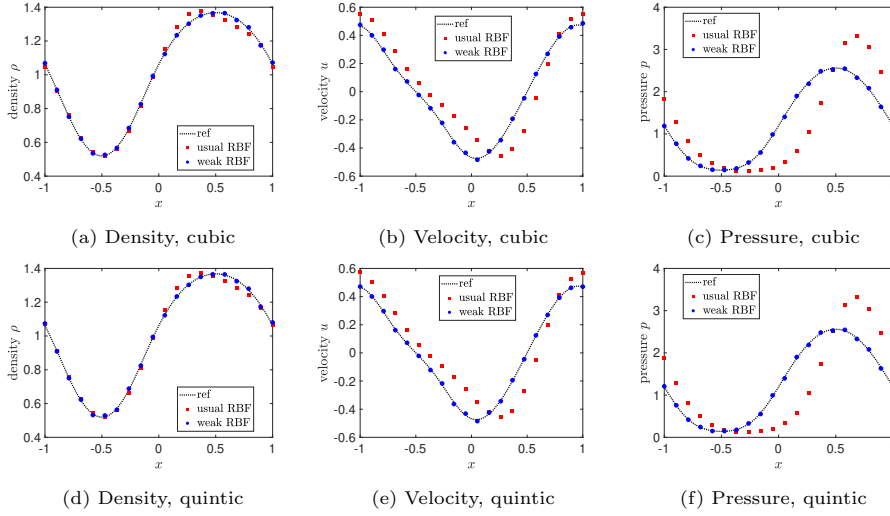 1.4
1.2
1
0.8
0.6
0.4
density ρ
ref
usual RBF
weak RBF
-1
-0.5
0
0.5
1
x
(a) Density, cubic
0.6
0.4
0.2
0
-0.2
-0.4
-0.6
velocity u
ref
usual RBF
weak RBF
-1
-0.5
0
0.5
1
x
(b) Velocity, cubic
4
3
2
1
0
pressure p
ref
usual RBF
weak RBF
-1
-0.5
0
0.5
1
x
(c) Pressure, cubic
1.4
1.2
1
0.8
0.6
0.4
density ρ
ref
usual RBF
weak RBF
-1
-0.5
0
0.5
1
x
(d) Density, quintic
0.6
0.4
0.2
0
-0.2
-0.4
-0.6
velocity u
ref
usual RBF
weak RBF
-1
-0.5
0
0.5
1
x
(e) Velocity, quintic
4
3
2
1
0
pressure p
ref
usual RBF
weak RBF
-1
-0.5
0
0.5
1
x
(f) Pressure, quintic